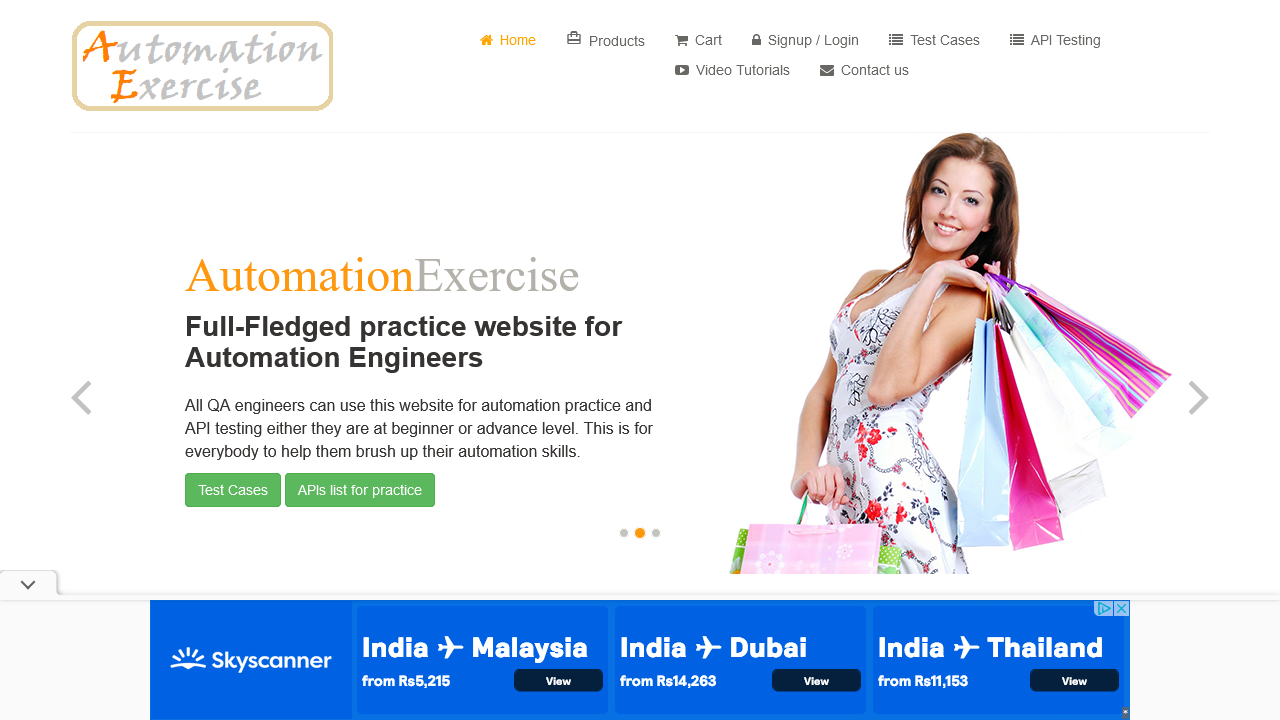 Automation
Exercise
Home Products Cart Signup / Login Test Cases API Testing
Video Tutorials Contact us
AutomationExercise
Full-Fledged practice website for
Automation Engineers
All QA engineers can use this website for automation practice and
API testing either they are at beginner or advance level. This is for
everybody to help them brush up their automation skills.
Test Cases APIs list for practice
Skyscanner
India ✈ Malaysia
from Rs5,215 View
India ✈ Dubai
from Rs14,263 View
India ✈ Thailand
from Rs11,153 View